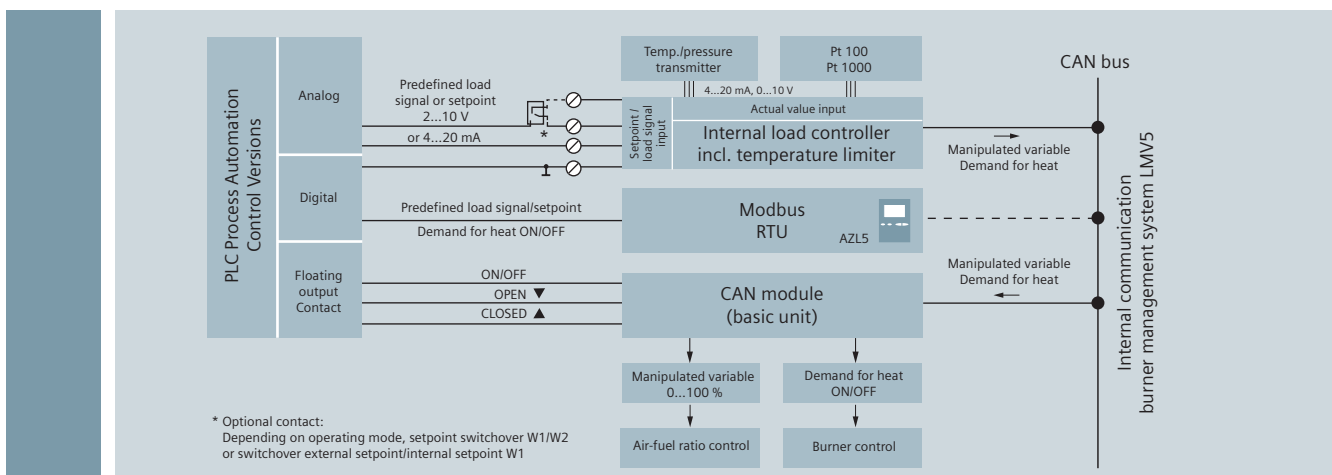 PLC Process Automation
Control Versions
Analog
Digital
Floating
output
Contact
Predefined load
signal or setpoint
2...10 V
or 4...20 mA
*
Predefined load signal/setpoint
Demand for heat ON/OFF
ON/OFF
OPEN ▼
CLOSED ▲
Temp./pressure
transmitter
Pt 100
Pt 1000
4...20 mA, 0...10 V
Setpoint /
load signal
input
Actual value input
Internal load controller
incl. temperature limiter
Modbus
RTU
AZL5
CAN module
(basic unit)
Manipulated variable
0...100 %
Demand for heat
ON/OFF
Air-fuel ratio control
Burner control
CAN bus
Manipulated variable
Demand for heat
Manipulated variable
Demand for heat
Internal communication
burner management system LMV5
* Optional contact:
Depending on operating mode, setpoint switchover W1/W2
or switchover external setpoint/internal setpoint W1